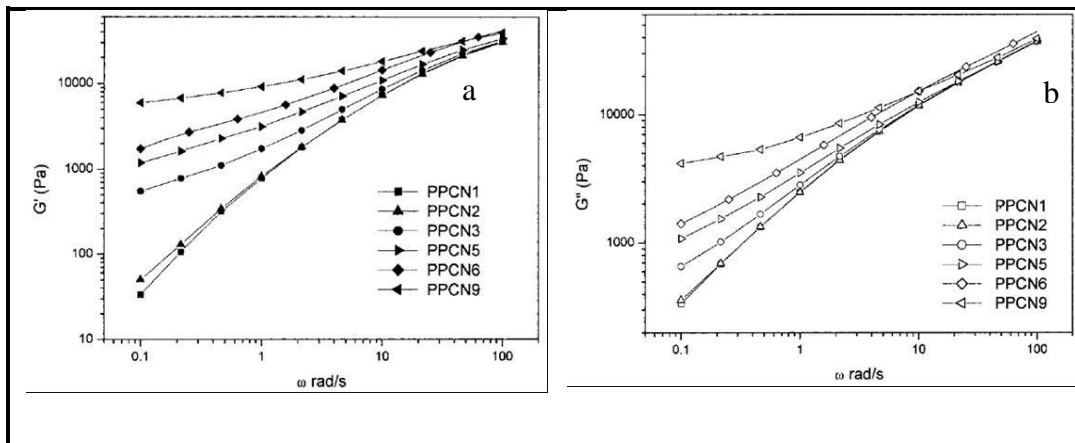 a
G' (Pa)
10000
1000
100
10
PPCN1
PPCN2
PPCN3
PPCN5
PPCN6
PPCN9
0.1
1
10
100
ω rad/s
b
G'' (Pa)
10000
1000
PPCN1
PPCN2
PPCN3
PPCN5
PPCN6
PPCN9
0.1
1
10
100
ω rad/s